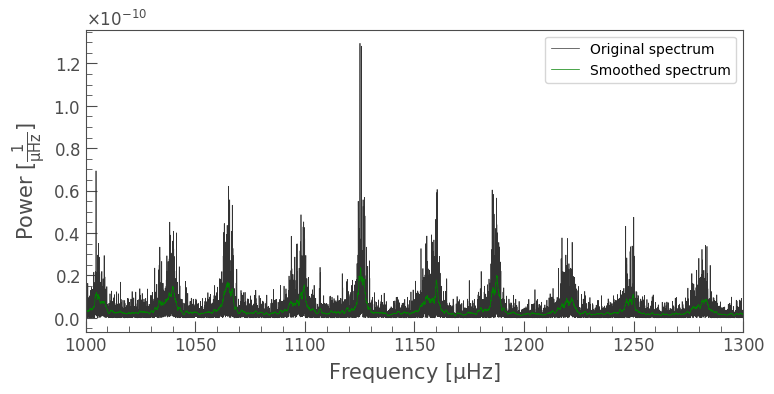 ×10⁻¹⁰
Original spectrum
Smoothed spectrum
1.2
1.0
0.8
0.6
0.4
0.2
0.0
Power [1/μHz]
1000 1050 1100 1150 1200 1250 1300
Frequency [μHz]